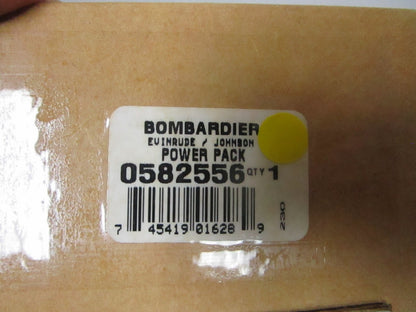 BOMBARDIER
EVINRUDE / JOHNSON
POWER PACK
0582556 QTY 1
7 45419 01628 9
230